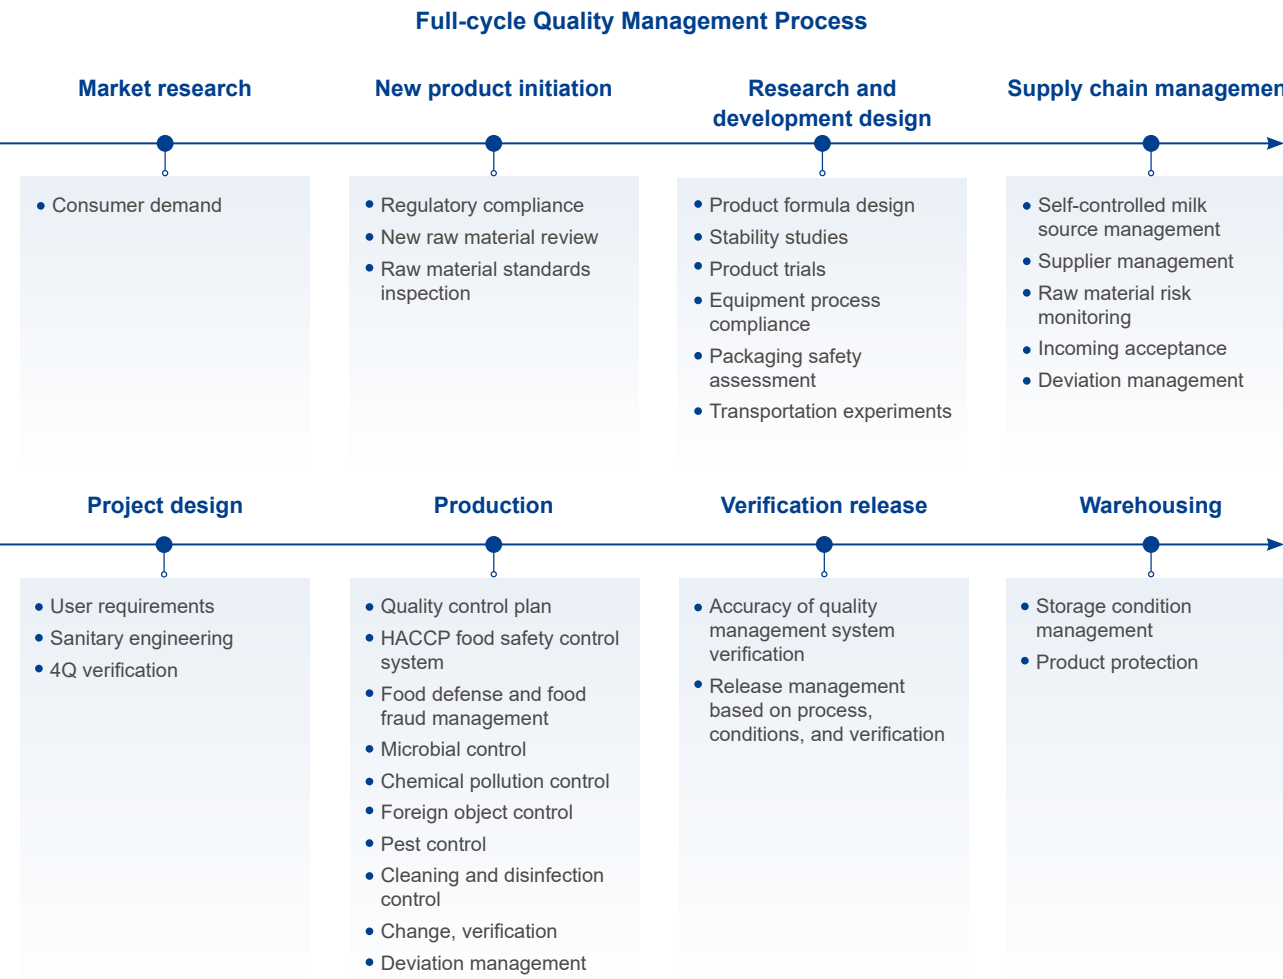 Full-cycle Quality Management Process
Market research
Consumer demand
New product initiation
Regulatory compliance
New raw material review
Raw material standards
inspection
Research and
development design
Product formula design
Stability studies
Product trials
Equipment process
compliance
Packaging safety
assessment
Transportation experiments
Supply chain managemen
Self-controlled milk
source management
Supplier management
Raw material risk
monitoring
Incoming acceptance
Deviation management
Project design
User requirements
Sanitary engineering
4Q verification
Production
Quality control plan
HACCP food safety control
system
Food defense and food
fraud management
Microbial control
Chemical pollution control
Foreign object control
Pest control
Cleaning and disinfection
control
Change, verification
Deviation management
Verification release
Accuracy of quality
management system
verification
Release management
based on process,
conditions, and verification
Warehousing
Storage condition
management
Product protection